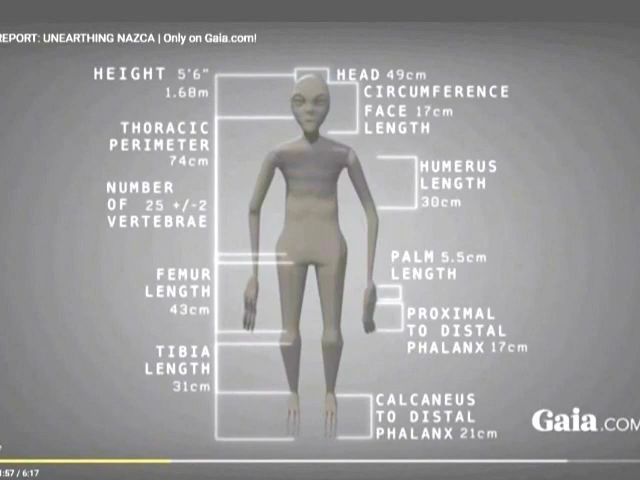 REPORT: UNEARTHING NAZCA | Only on Gaia.com!
HEIGHT 5'6"
1.68m
THORACIC
PERIMETER
74cm
NUMBER
OF 25 +/-2
VERTEBRAE
FEMUR
LENGTH
43cm
TIBIA
LENGTH
31cm
HEAD 49cm
CIRCUMFERENCE
FACE 17cm
LENGTH
HUMERUS
LENGTH
30cm
PALM 5.5cm
LENGTH
PROXIMAL
TO DISTAL
PHALANX 17cm
CALCANEUS
TO DISTAL
PHALANX 21cm
Gaia.COM
1:57 / 6:17